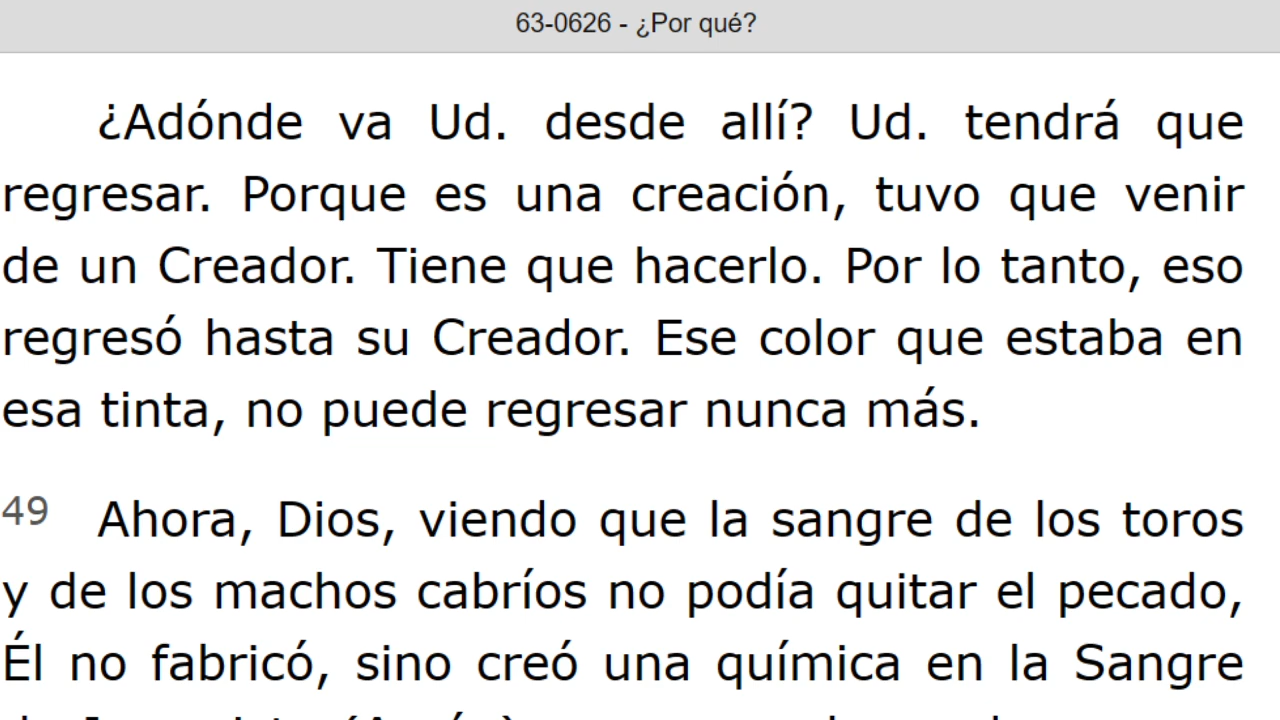 63-0626 - ¿Por qué?
¿Adónde va Ud. desde allí? Ud. tendrá que
regresar. Porque es una creación, tuvo que venir
de un Creador. Tiene que hacerlo. Por lo tanto, eso
regresó hasta su Creador. Ese color que estaba en
esa tinta, no puede regresar nunca más.
49 Ahora, Dios, viendo que la sangre de los toros
y de los machos cabríos no podía quitar el pecado,
Él no fabricó, sino creó una química en la Sangre